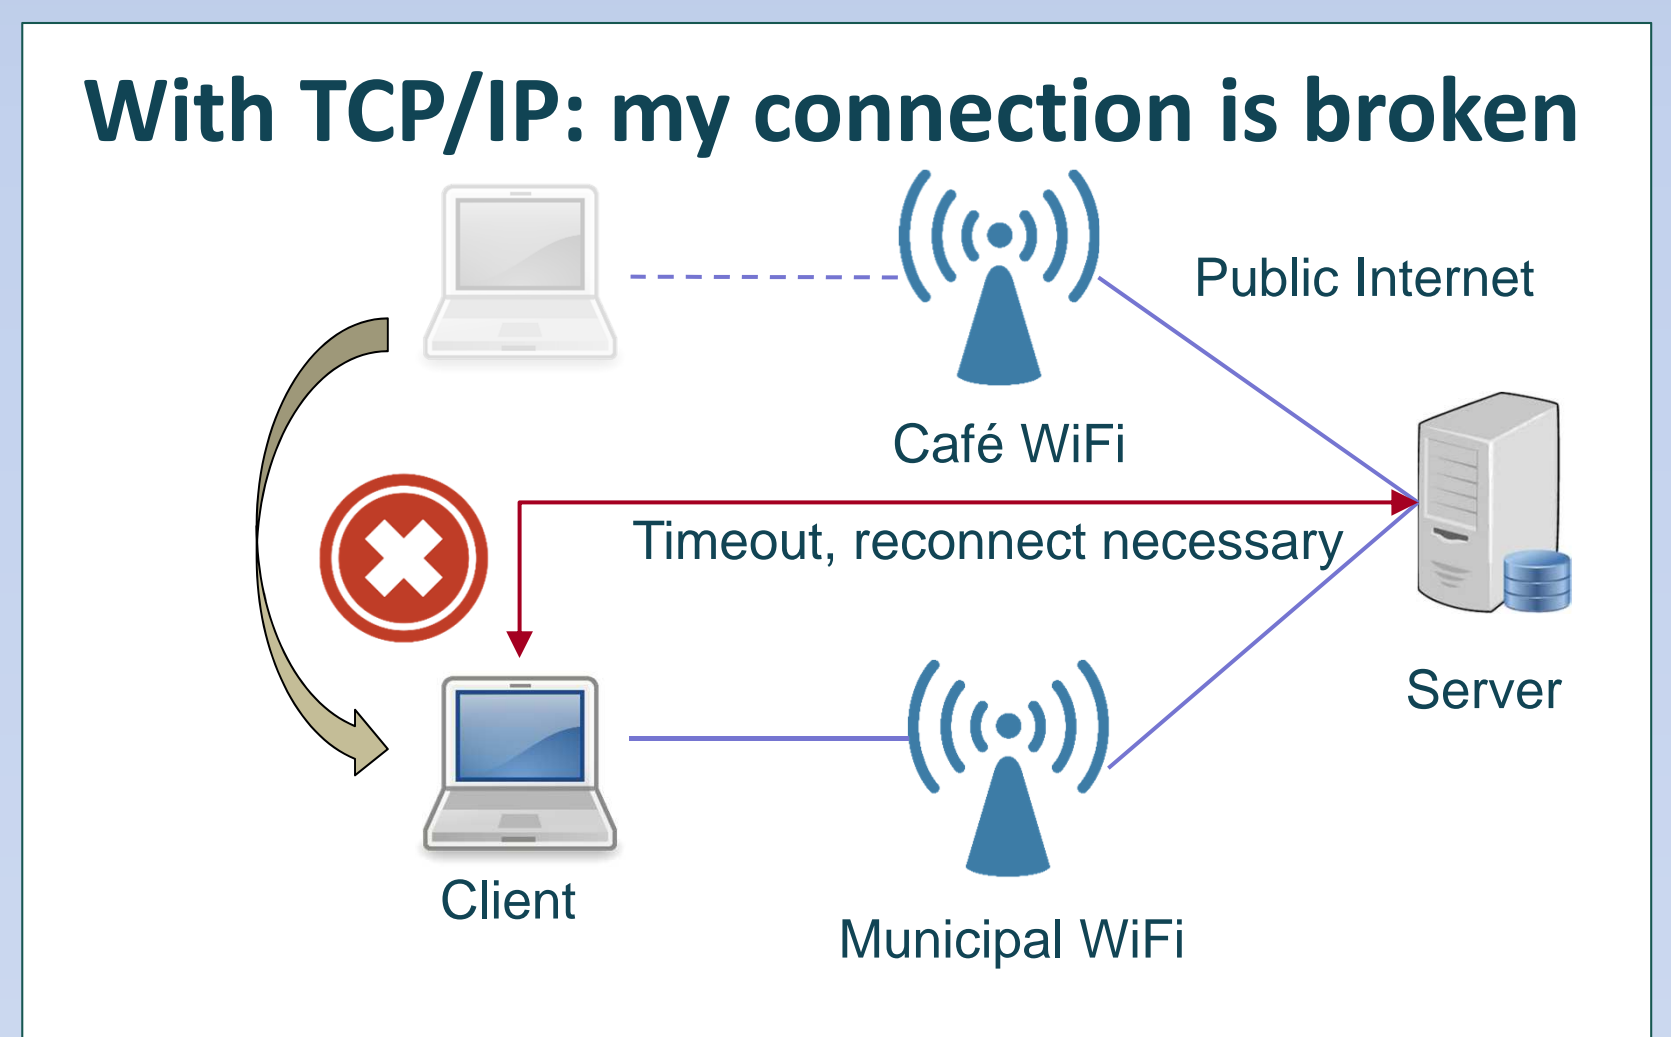 With TCP/IP: my connection is broken
Public Internet
Café WiFi
Timeout, reconnect necessary
Server
Client
Municipal WiFi